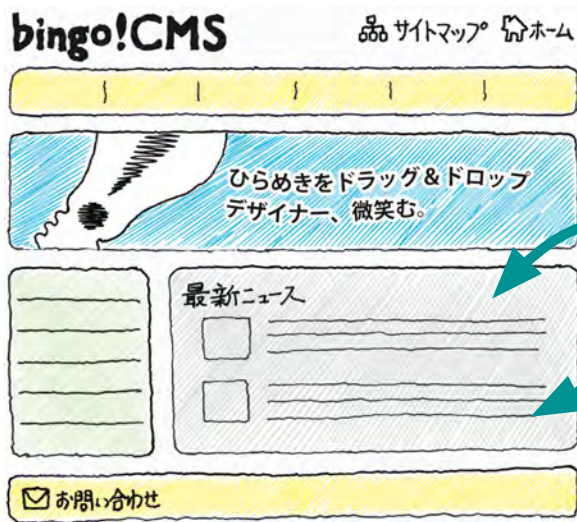 bingo!CMS
サイトマップ ホーム
ひらめきをドラッグ&ドロップ
デザイナー、微笑む。
最新ニュース
お問い合わせ